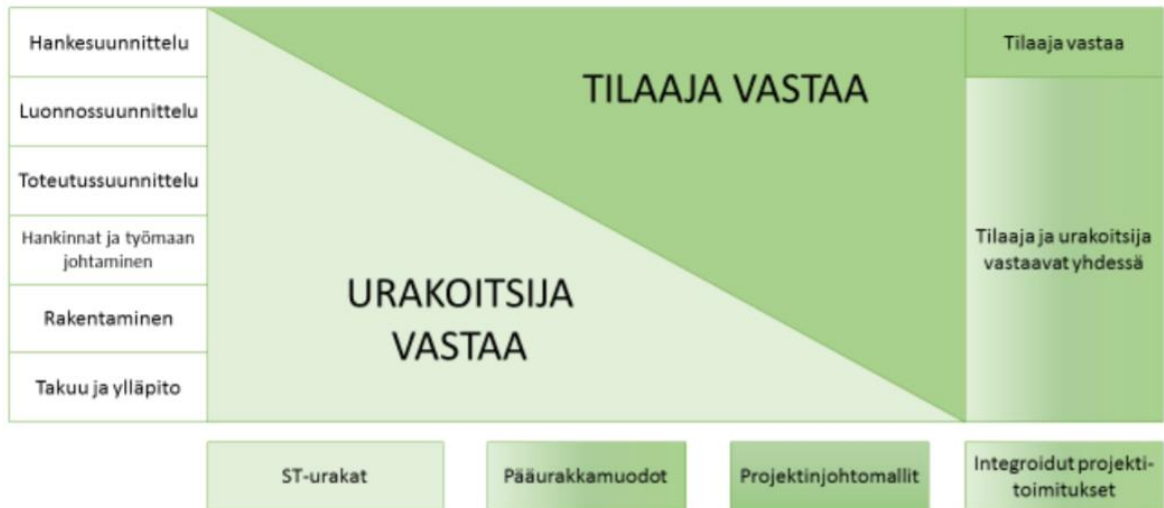 Hankesuunnittelu
Luonnossuunnittelu
Toteutussuunnittelu
Hankinnat ja työmaan
johtaminen
Rakentaminen
Takuu ja ylläpito
TILAAJA VASTAA
URAKOITSIJA
VASTAA
Tilaaja vastaa
Tilaaja ja urakoitsija
vastaavat yhdessä
ST-urakat
Pääurakkamuodot
Projektinjohtomallit
Integroidut projekti-
toimitukset